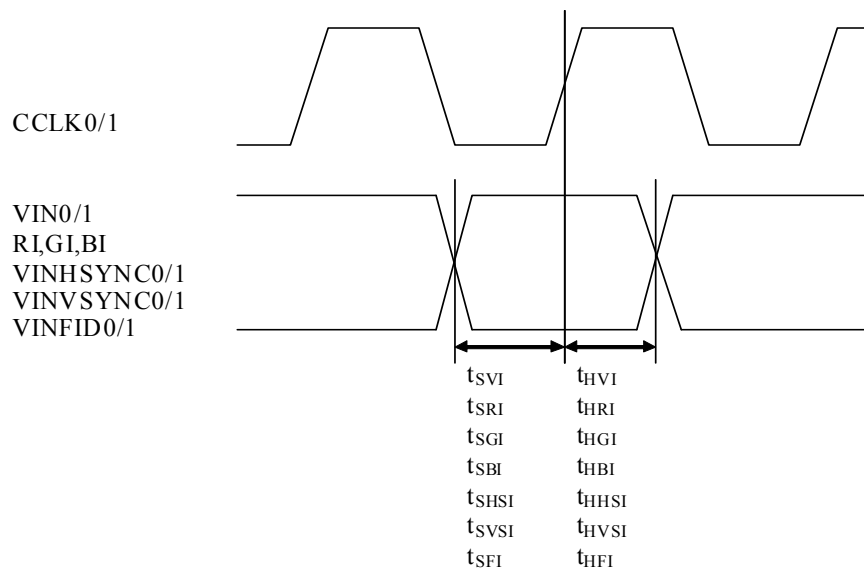 CCLK0/1
VIN0/1
RI,GI,BI
VINHSYNC0/1
VINVSYNC0/1
VINFID0/1
tSVI tHVI
tSRI tHRI
tSGI tHGI
tSBI tHBI
tSHSI tHHSI
tSVSI tHVSI
tSFI tHFI